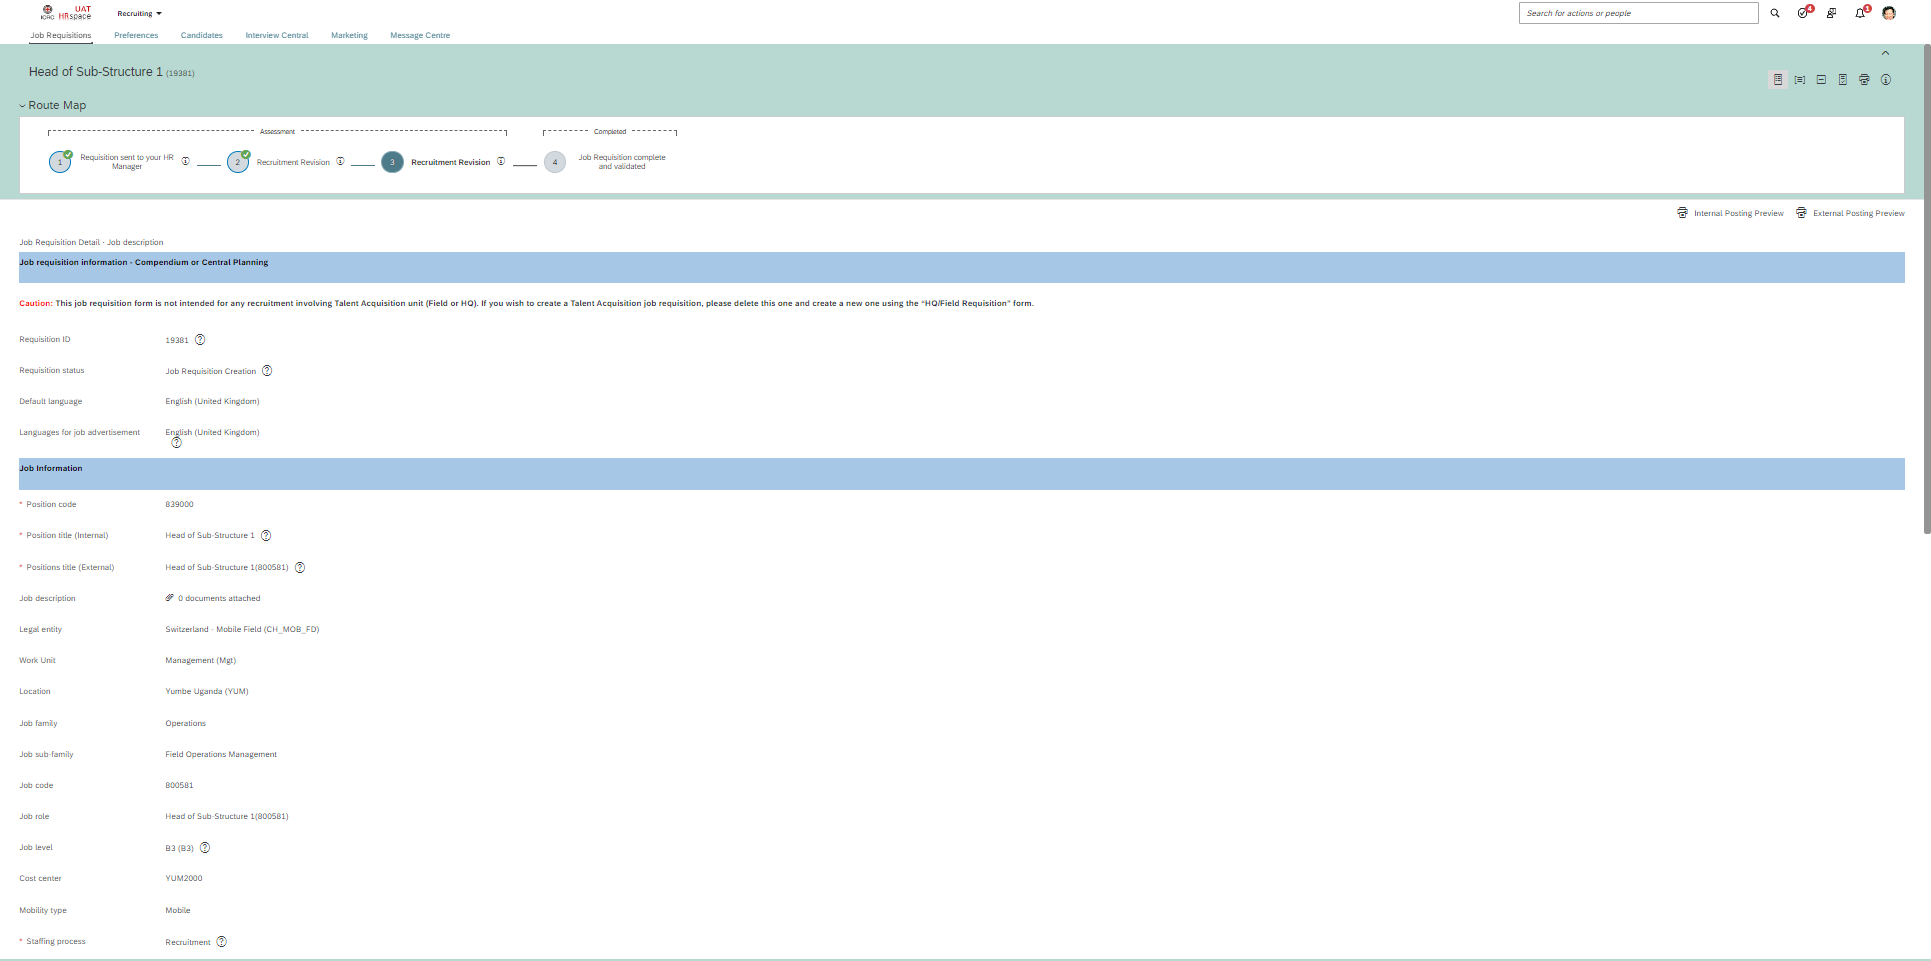 ICRC
UAT
HRspace
Recruiting
Search for actions or people
4
1
Job Requisitions
Preferences
Candidates
Interview Central
Marketing
Message Centre
Head of Sub-Structure 1 (19381)
Route Map
Assessment
Completed
1
Requisition sent to your HR
Manager
2
Recruitment Revision
3
Recruitment Revision
4
Job Requisition complete
and validated
Internal Posting Preview
External Posting Preview
Job Requisition Detail - Job description
Job requisition information - Compendium or Central Planning
Caution: This job requisition form is not intended for any recruitment involving Talent Acquisition unit (Field or HQ). If you wish to create a Talent Acquisition job requisition, please delete this one and create a new one using the “HQ/Field Requisition” form.
Requisition ID
19381
Requisition status
Job Requisition Creation
Default language
English (United Kingdom)
Languages for job advertisement
English (United Kingdom)
Job Information
* Position code
839000
* Position title (Internal)
Head of Sub-Structure 1
* Positions title (External)
Head of Sub-Structure 1(800581)
Job description
0 documents attached
Legal entity
Switzerland - Mobile Field (CH_MOB_FD)
Work Unit
Management (Mgt)
Location
Yumbe Uganda (YUM)
Job family
Operations
Job sub-family
Field Operations Management
Job code
800581
Job role
Head of Sub-Structure 1(800581)
Job level
B3 (B3)
Cost center
YUM2000
Mobility type
Mobile
* Staffing process
Recruitment